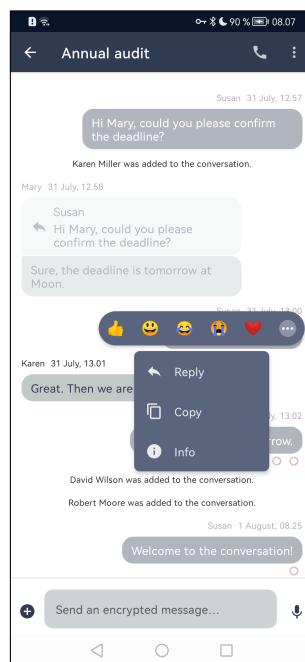 90 % 08.07
Annual audit
Susan 31 July, 12.57
Hi Mary, could you please confirm
the deadline?
Karen Miller was added to the conversation.
Mary 31 July, 12.58
Susan
Hi Mary, could you please
confirm the deadline?
Sure, the deadline is tomorrow at
Moon.
Susan 31 July, 13.00
Karen 31 July, 13.01
Great. Then we are
Reply
Copy
Info
13.02
row.
David Wilson was added to the conversation.
Robert Moore was added to the conversation.
Susan 1 August, 08.25
Welcome to the conversation!
Send an encrypted message...